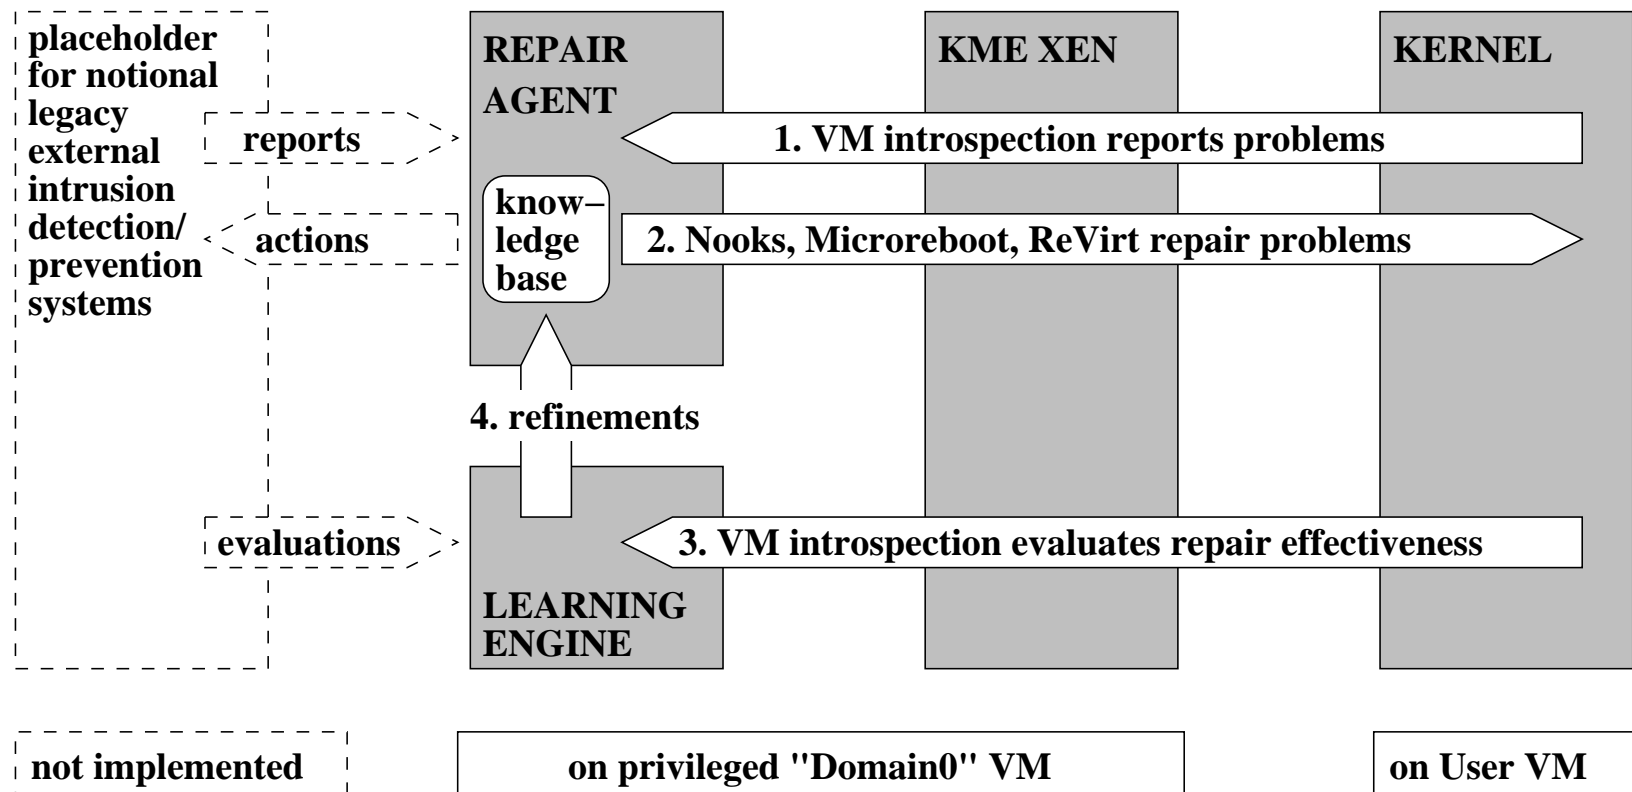 placeholder
for notional
legacy
external
intrusion
detection/
prevention
systems
reports
actions
evaluations
REPAIR
AGENT
know–
ledge
base
KME XEN
KERNEL
1. VM introspection reports problems
2. Nooks, Microreboot, ReVirt repair problems
4. refinements
3. VM introspection evaluates repair effectiveness
LEARNING
ENGINE
not implemented
on privileged "Domain0" VM
on User VM